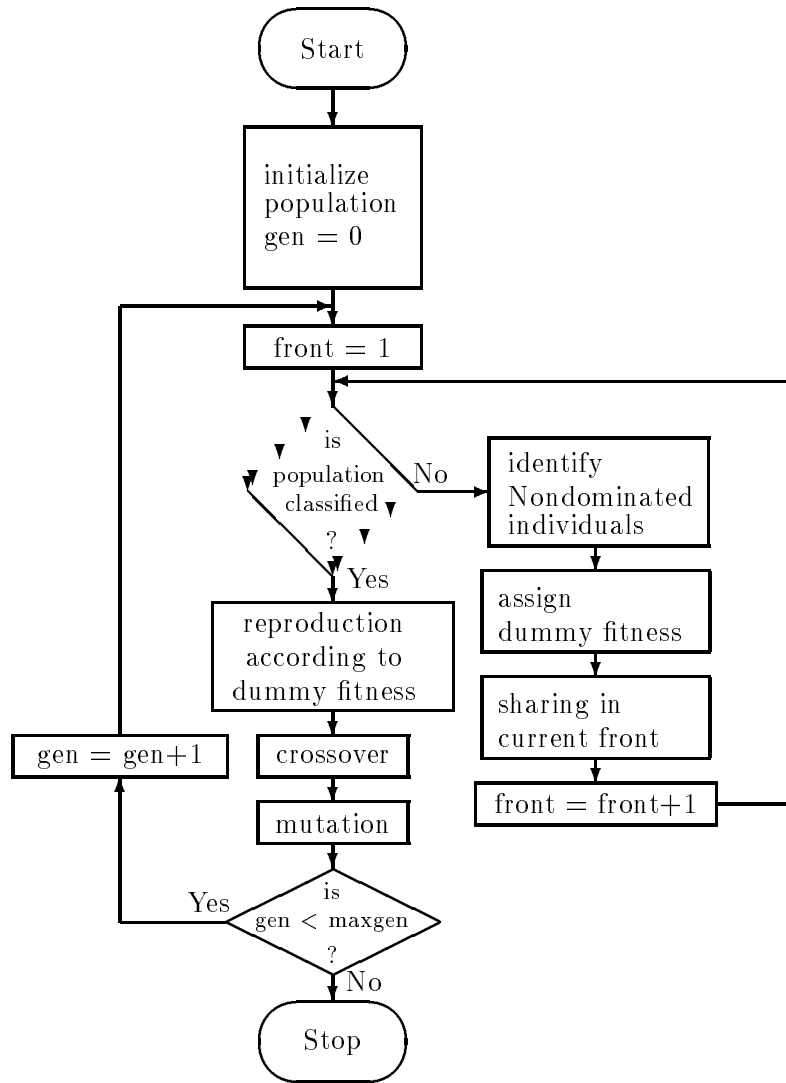 Start
initialize
population
gen = 0
front = 1
is
population
classified
?
No
Yes
identify
Nondominated
individuals
assign
dummy fitness
sharing in
current front
front = front+1
reproduction
according to
dummy fitness
gen = gen+1
crossover
mutation
is
gen < maxgen
?
Yes
No
Stop